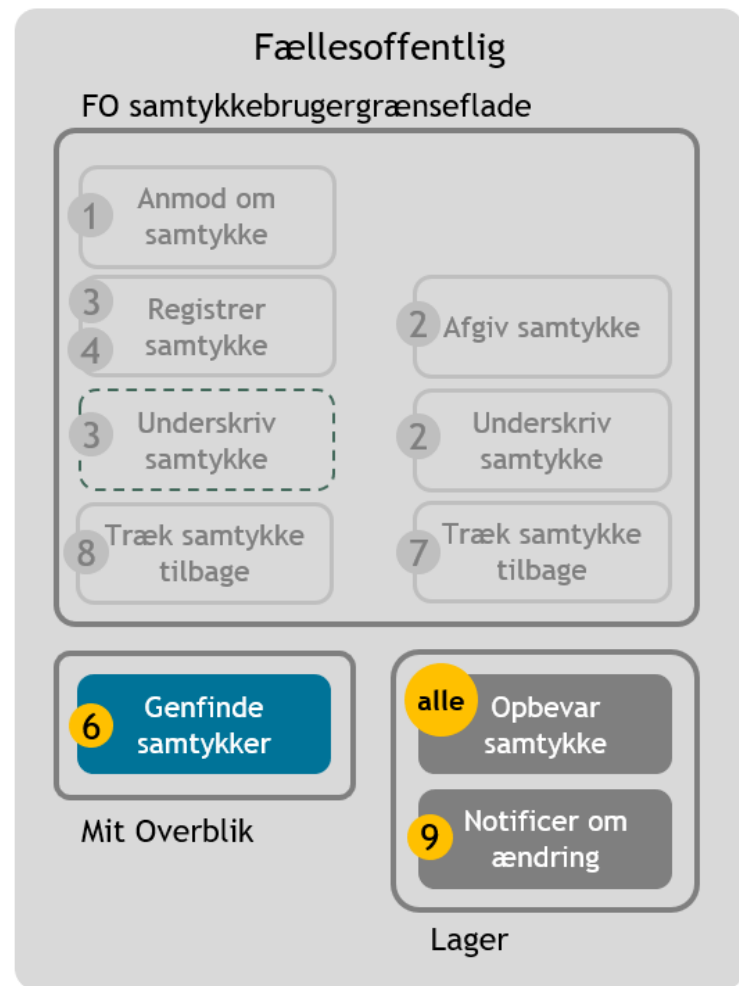 Fællesoffentlig
FO samtykkebrugergrænseflade
1
Anmod om
samtykke
3
4
Registrer
samtykke
2
Afgiv samtykke
3
Underskriv
samtykke
2
Underskriv
samtykke
8
Træk samtykke
tilbage
7
Træk samtykke
tilbage
6
Genfinde
samtykker
Mit Overblik
alle
Opbevar
samtykke
9
Notificer om
ændring
Lager